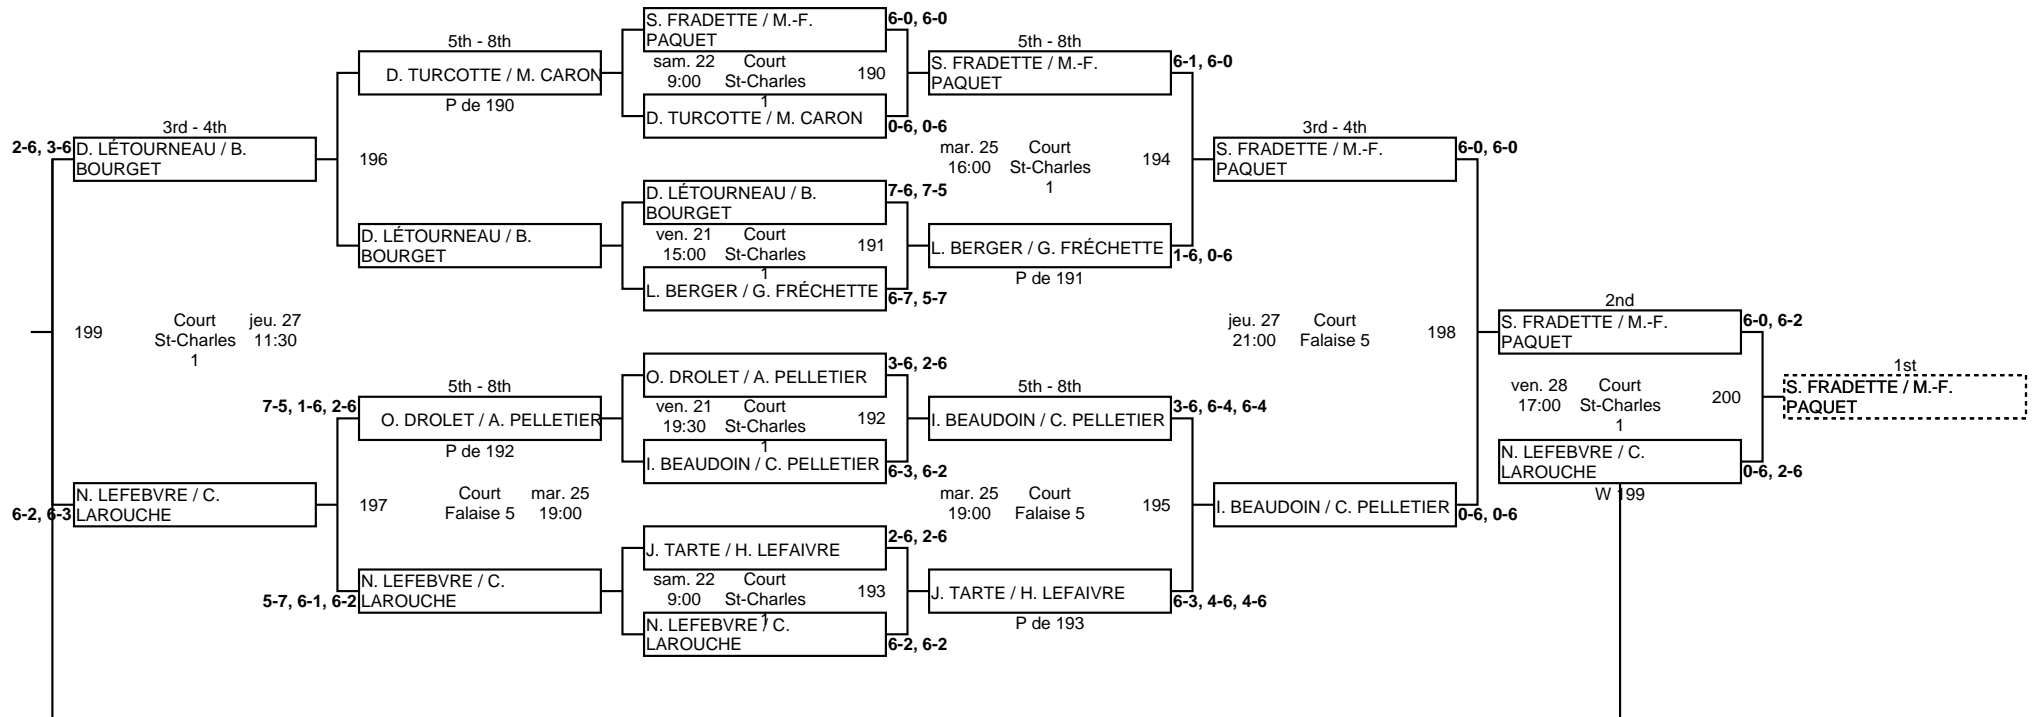 2-6, 3-6
3rd - 4th
D. LÉTOURNEAU / B.
BOURGET
199
Court
St-Charles
1
jeu. 27
11:30
6-2, 6-3
N. LEFEBVRE / C.
LAROUCHE
5th - 8th
D. TURCOTTE / M. CARON
P de 190
196
D. LÉTOURNEAU / B.
BOURGET
7-5, 1-6, 2-6
5th - 8th
O. DROLET / A. PELLETIER
P de 192
197
Court
Falaise 5
mar. 25
19:00
5-7, 6-1, 6-2
N. LEFEBVRE / C.
LAROUCHE
S. FRADETTE / M.-F.
PAQUET
6-0, 6-0
sam. 22
9:00
Court
St-Charles
1
190
D. TURCOTTE / M. CARON
0-6, 0-6
D. LÉTOURNEAU / B.
BOURGET
7-6, 7-5
ven. 21
15:00
Court
St-Charles
1
191
L. BERGER / G. FRÉCHETTE
6-7, 5-7
O. DROLET / A. PELLETIER
3-6, 2-6
ven. 21
19:30
Court
St-Charles
1
192
I. BEAUDOIN / C. PELLETIER
6-3, 6-2
J. TARTE / H. LEFAIVRE
2-6, 2-6
sam. 22
9:00
Court
St-Charles
1
193
N. LEFEBVRE / C.
LAROUCHE
6-2, 6-2
5th - 8th
S. FRADETTE / M.-F.
PAQUET
6-1, 6-0
mar. 25
16:00
Court
St-Charles
1
194
L. BERGER / G. FRÉCHETTE
1-6, 0-6
P de 191
5th - 8th
I. BEAUDOIN / C. PELLETIER
3-6, 6-4, 6-4
mar. 25
19:00
Court
Falaise 5
195
J. TARTE / H. LEFAIVRE
6-3, 4-6, 4-6
P de 193
3rd - 4th
S. FRADETTE / M.-F.
PAQUET
6-0, 6-0
jeu. 27
21:00
Court
Falaise 5
198
I. BEAUDOIN / C. PELLETIER
0-6, 0-6
2nd
S. FRADETTE / M.-F.
PAQUET
6-0, 6-2
ven. 28
17:00
Court
St-Charles
1
200
N. LEFEBVRE / C.
LAROUCHE
0-6, 2-6
W 199
1st
S. FRADETTE / M.-F.
PAQUET